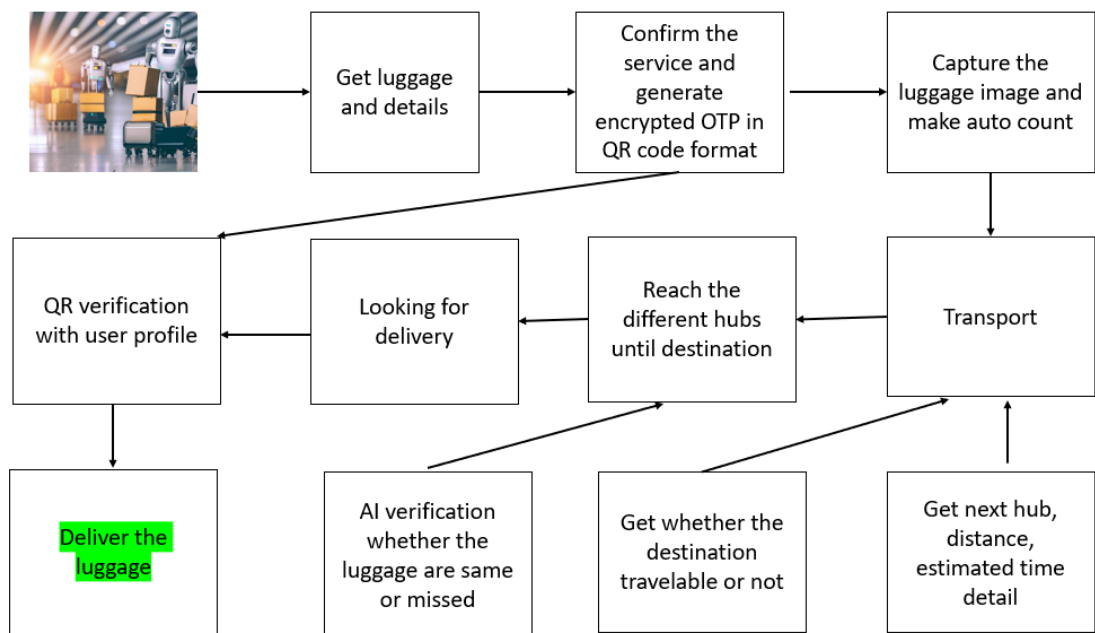 Get luggage
and details
Confirm the
service and
generate
encrypted OTP in
QR code format
Capture the
luggage image and
make auto count
QR verification
with user profile
Looking for
delivery
Reach the
different hubs
until destination
Transport
Deliver the
luggage
AI verification
whether the
luggage are same
or missed
Get whether the
destination
travelable or not
Get next hub,
distance,
estimated time
detail